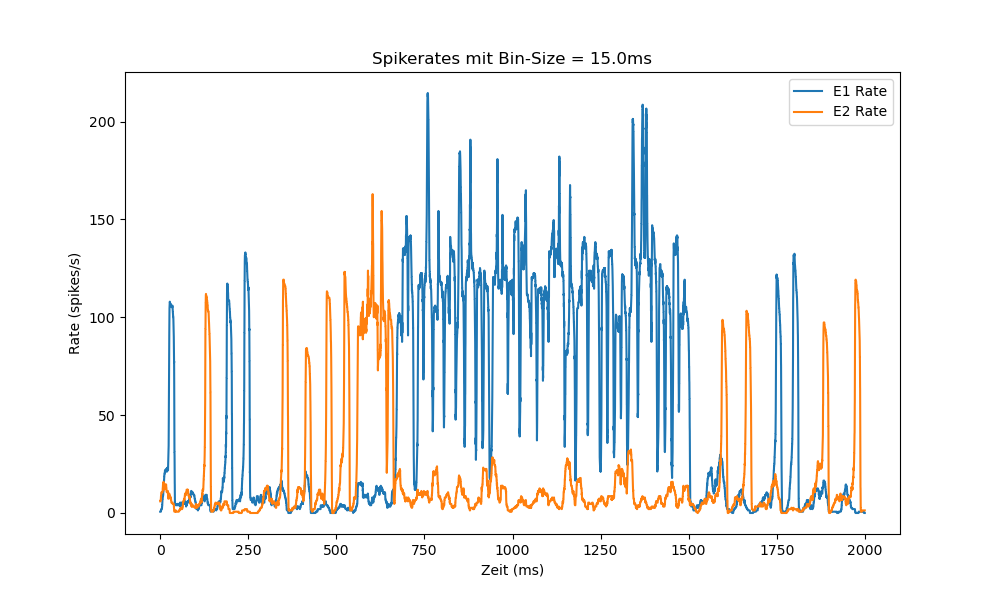 Spikerates mit Bin-Size = 15.0ms
E1 Rate
E2 Rate
Rate (spikes/s)
200
150
100
50
0
0 250 500 750 1000 1250 1500 1750 2000
Zeit (ms)